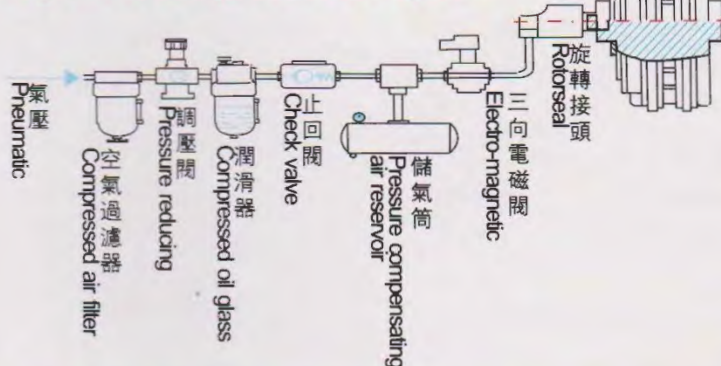 氣壓
Pneumatic
空氣過濾器
Compressed air filter
調壓閥
Pressure reducing
潤滑器
Compressed oil glass
止回閥
Check valve
儲氣筒
Pressure compensating
air reservoir
三向電磁閥
Electro-magnetic
旋轉接頭
Rotorseal